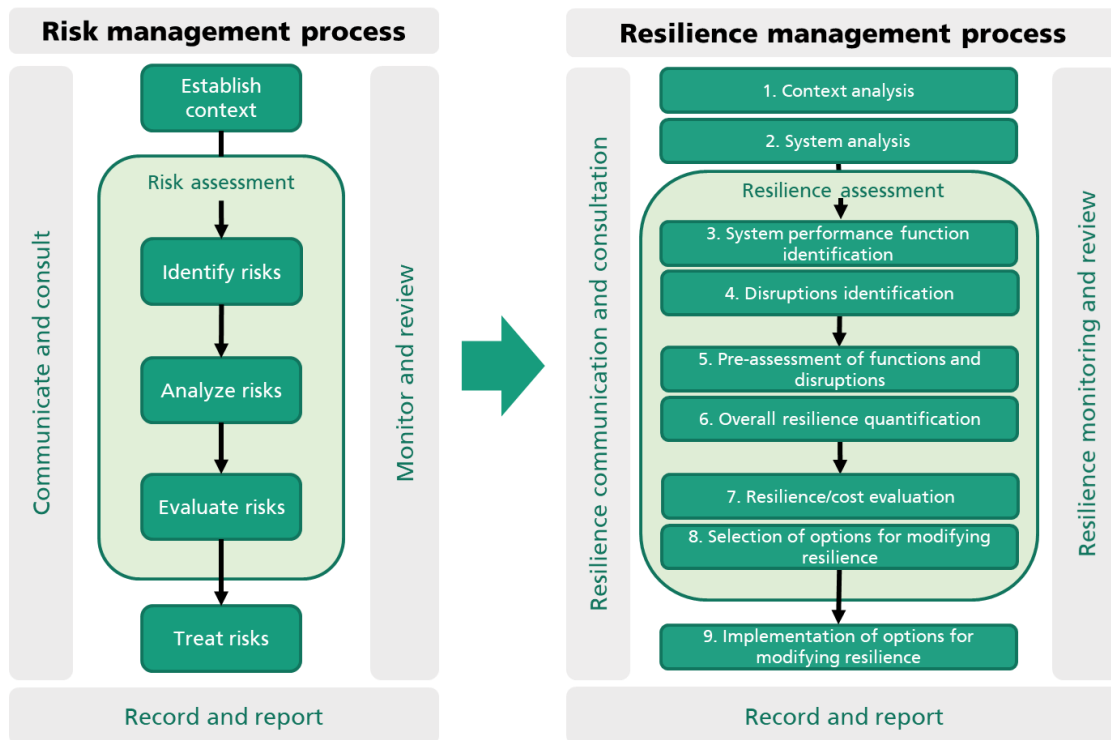 Risk management process
Communicate and consult
Establish
context
Risk assessment
Identify risks
Analyze risks
Evaluate risks
Treat risks
Monitor and review
Record and report
Resilience management process
Resilience communication and consultation
1. Context analysis
2. System analysis
Resilience assessment
3. System performance function
identification
4. Disruptions identification
5. Pre-assessment of functions and
disruptions
6. Overall resilience quantification
7. Resilience/cost evaluation
8. Selection of options for modifying
resilience
9. Implementation of options for
modifying resilience
Resilience monitoring and review
Record and report